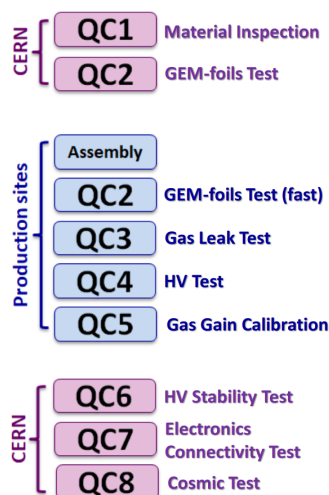 CERN
QC1 Material Inspection
QC2 GEM-foils Test
Production sites
Assembly
QC2 GEM-foils Test (fast)
QC3 Gas Leak Test
QC4 HV Test
QC5 Gas Gain Calibration
CERN
QC6 HV Stability Test
QC7 Electronics
Connectivity Test
QC8 Cosmic Test